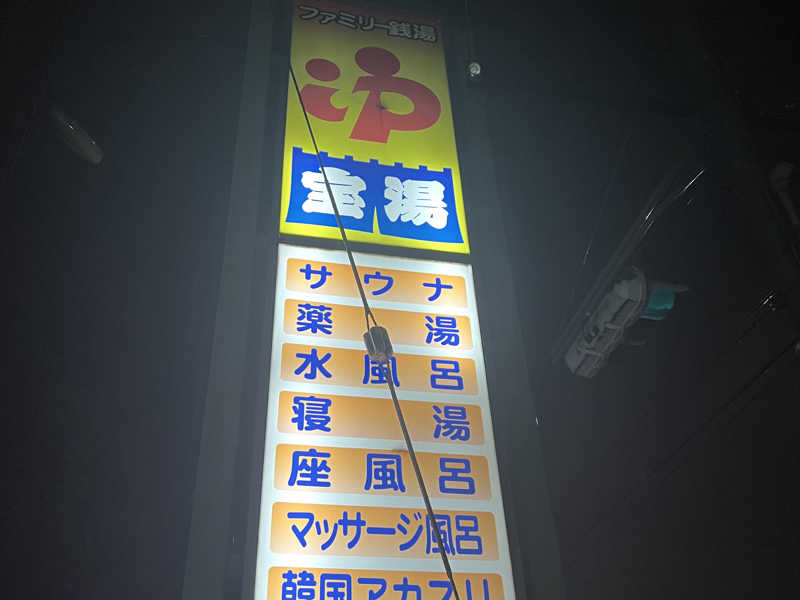 ファミリー銭湯
ゆ
宝湯
サウナ
薬湯
水風呂
寝湯
座風呂
マッサージ風呂
韓国アカスリ